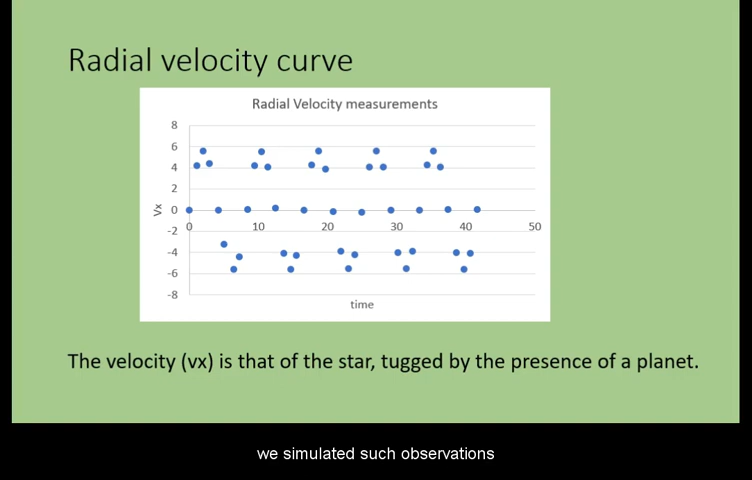 Radial velocity curve
Radial Velocity measurements
8
6
4
2
0
-2
-4
-6
-8
Vx
0 10 20 30 40 50
time
The velocity (vx) is that of the star, tugged by the presence of a planet.
we simulated such observations